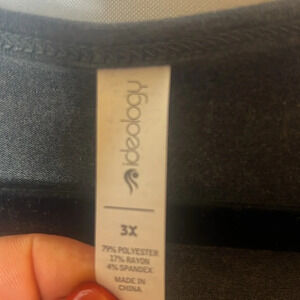 ideology
3X
79% POLYESTER
17% RAYON
4% SPANDEX
MADE IN
CHINA